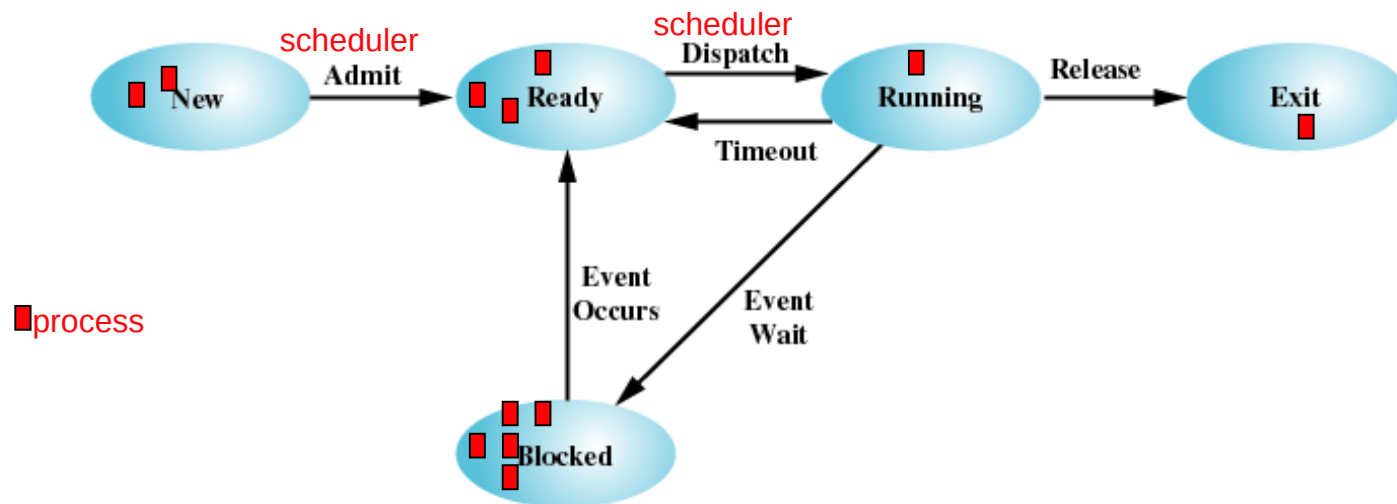 scheduler
scheduler
Admit
Dispatch
New
Ready
Running
Release
Exit
Timeout
Event
Occurs
Event
Wait
process
Blocked